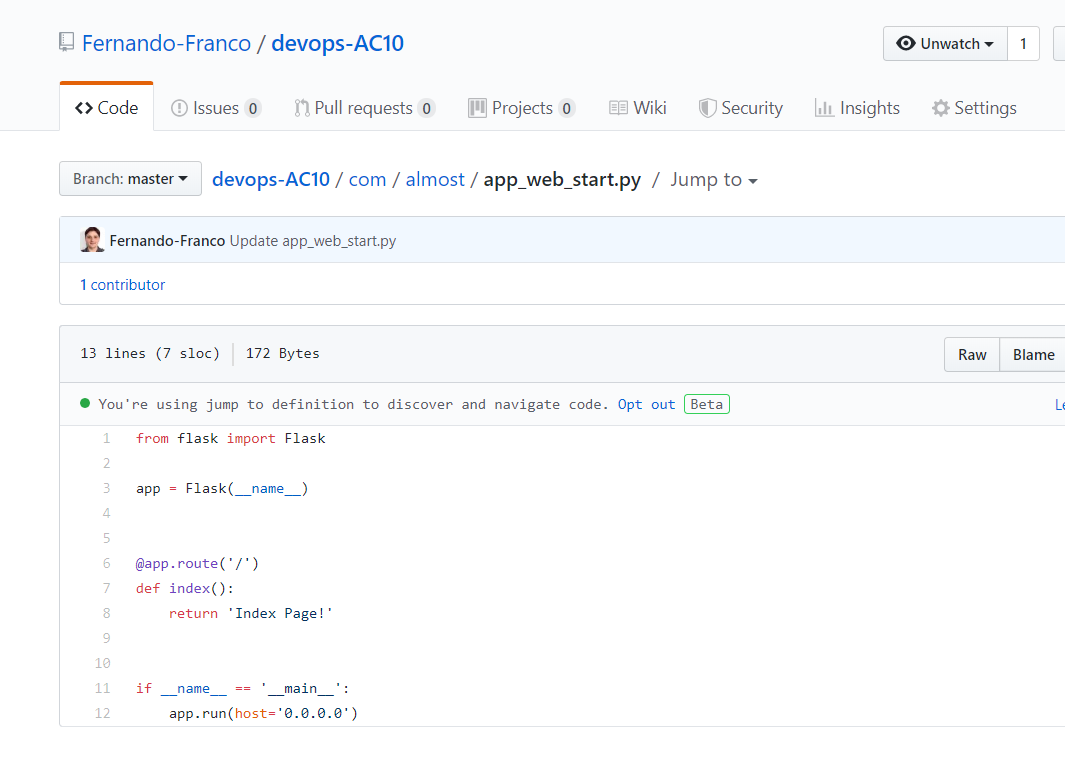 Fernando-Franco / devops-AC10
Unwatch 1
Code Issues 0 Pull requests 0 Projects 0 Wiki Security Insights Settings
Branch: master devops-AC10 / com / almost / app_web_start.py / Jump to
Fernando-Franco Update app_web_start.py
1 contributor
13 lines (7 sloc) 172 Bytes
Raw Blame
You're using jump to definition to discover and navigate code. Opt out Beta
1 from flask import Flask
2
3 app = Flask(__name__)
4
5
6 @app.route('/')
7 def index():
8 return 'Index Page!'
9
10
11 if __name__ == '__main__':
12 app.run(host='0.0.0.0')